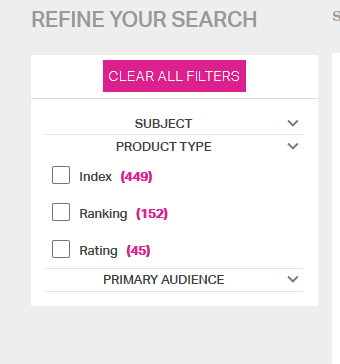 REFINE YOUR SEARCH
CLEAR ALL FILTERS
SUBJECT
PRODUCT TYPE
Index (449)
Ranking (152)
Rating (45)
PRIMARY AUDIENCE